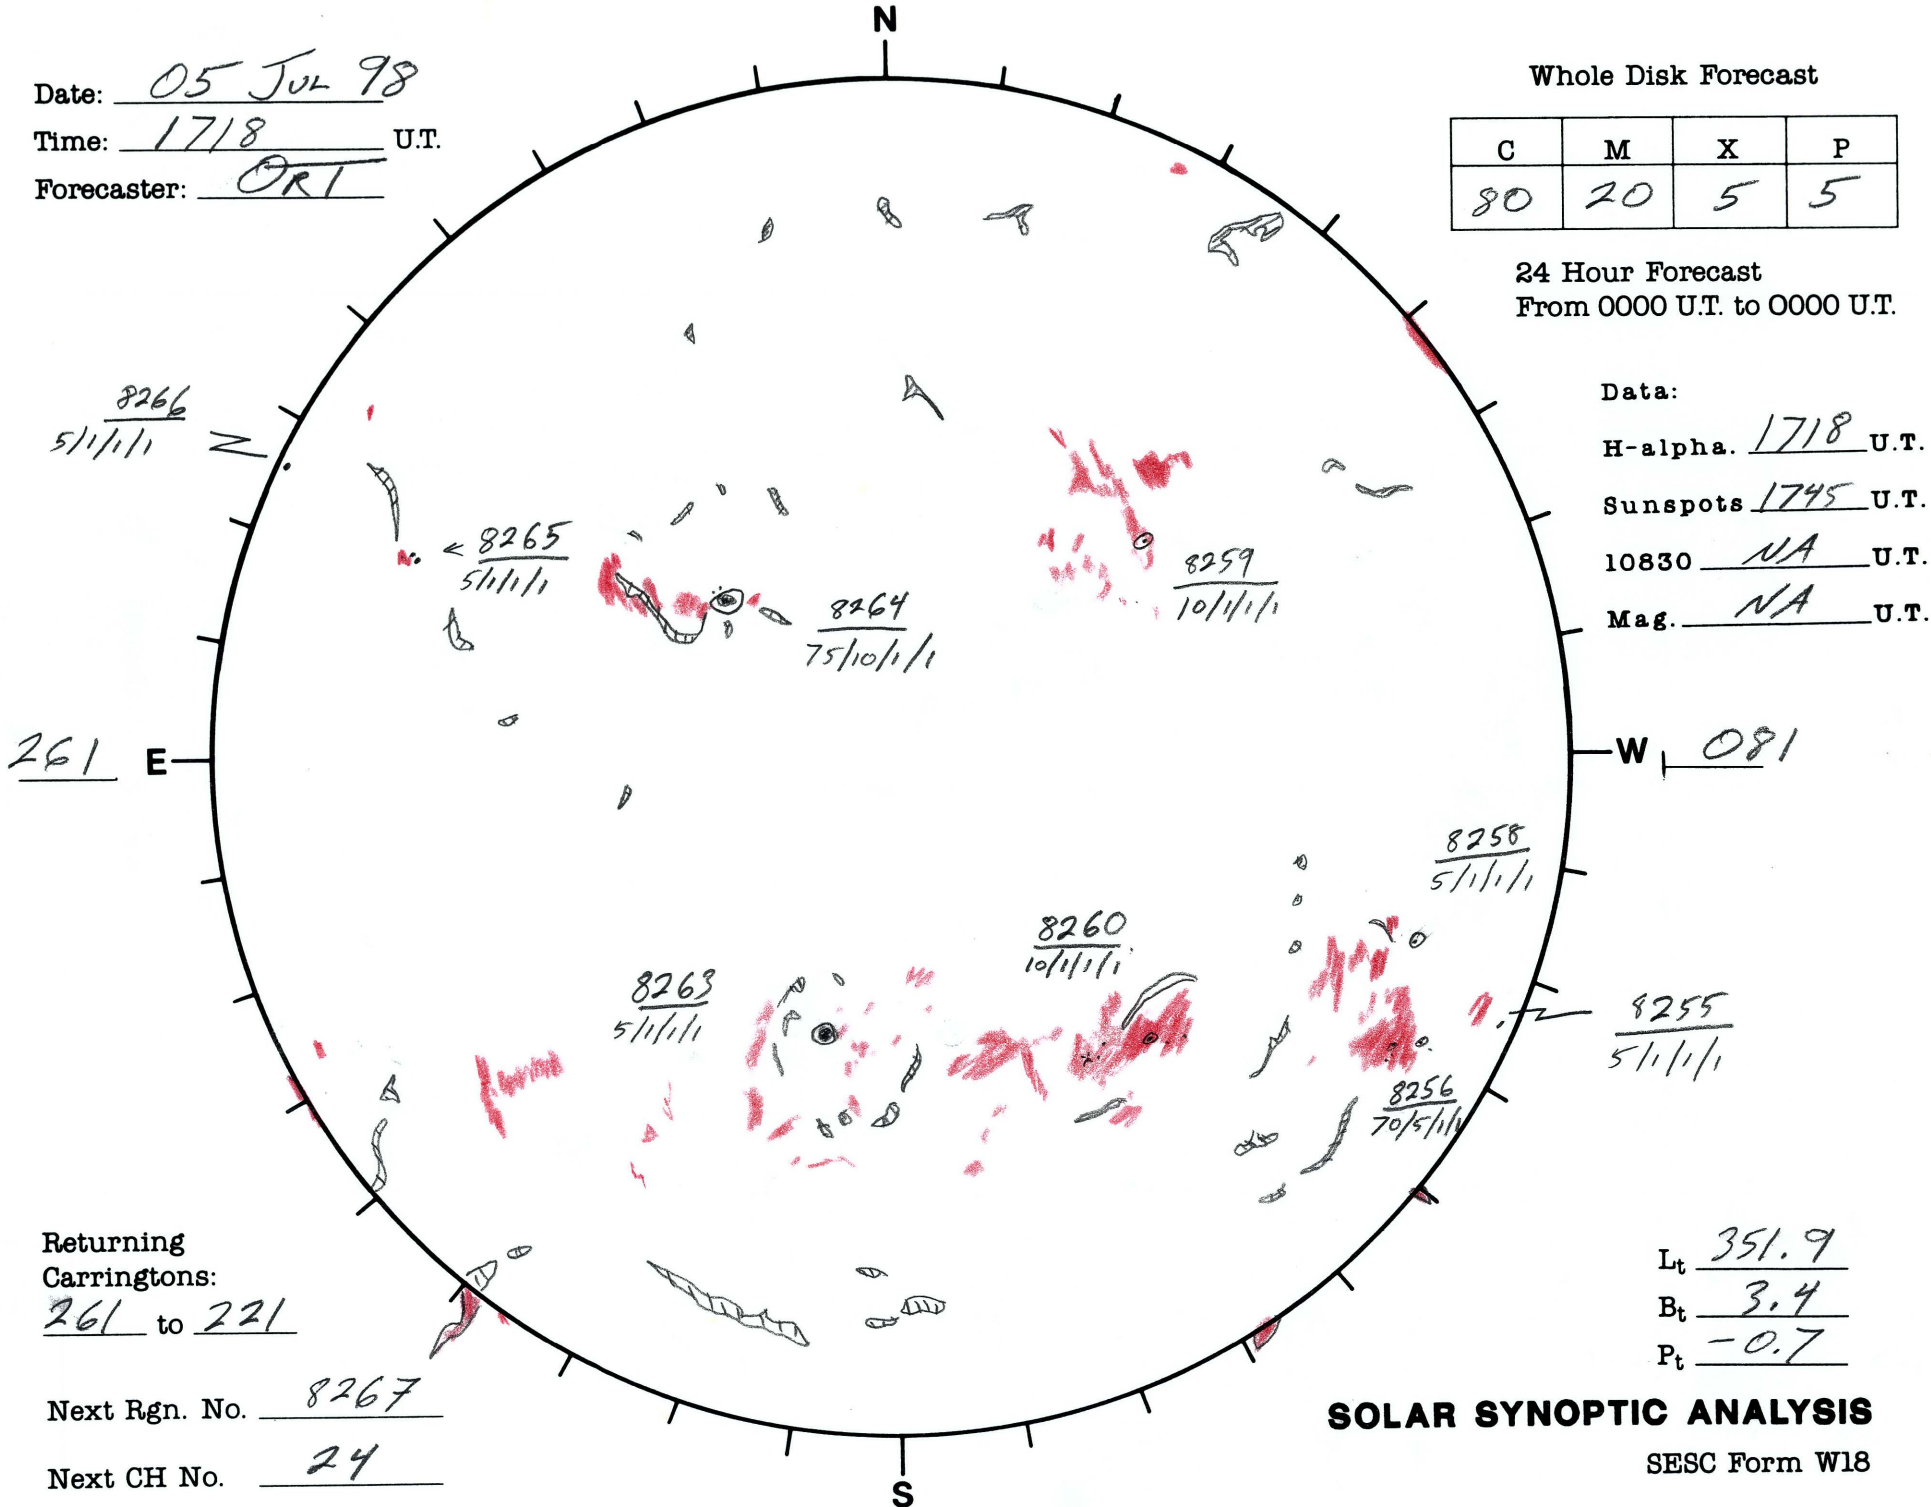 N
Date: 05 Jul 98
Time: 1718 U.T.
Forecaster: ORI
Whole Disk Forecast
C M X P
80 20 5 5
24 Hour Forecast
From 0000 U.T. to 0000 U.T.
Data:
H-alpha. 1718 U.T.
Sunspots 1745 U.T.
10830 NA U.T.
Mag. NA U.T.
8266
5/1/1/1
8265
5/1/1/1
8264
75/10/1/1
8259
10/1/1/1
261 E
W 081
8258
5/1/1/1
8260
10/1/1/1
8263
5/1/1/1
8255
5/1/1/1
8256
70/5/1/1
Returning
Carringtons:
261 to 221
Next Rgn. No. 8267
Next CH No. 24
Lt 351.9
Bt 3.4
Pt -0.7
SOLAR SYNOPTIC ANALYSIS
SESC Form W18
S